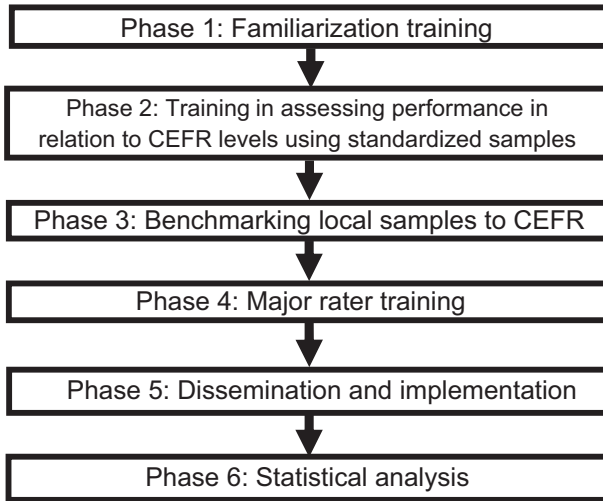 Phase 1: Familiarization training
Phase 2: Training in assessing performance in
relation to CEFR levels using standardized samples
Phase 3: Benchmarking local samples to CEFR
Phase 4: Major rater training
Phase 5: Dissemination and implementation
Phase 6: Statistical analysis